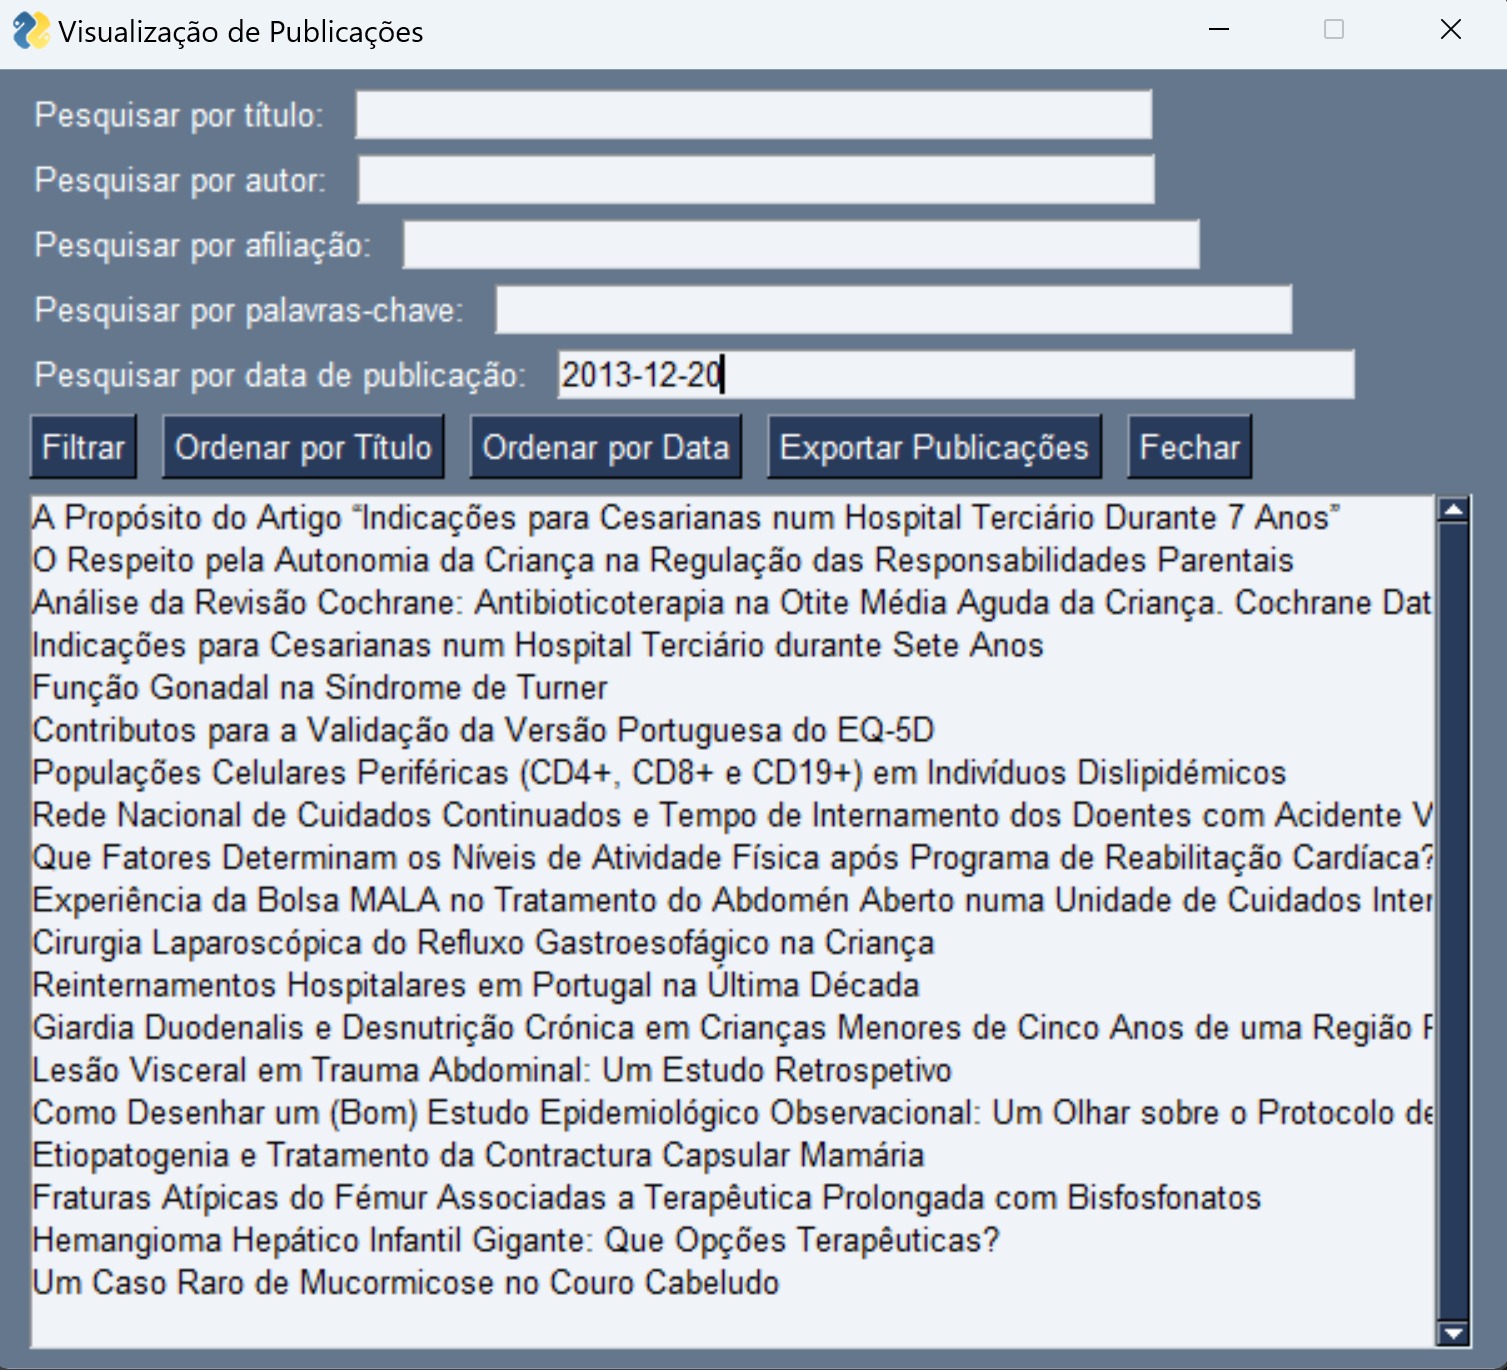 Visualização de Publicações
Pesquisar por título:
Pesquisar por autor:
Pesquisar por afiliação:
Pesquisar por palavras-chave:
Pesquisar por data de publicação: 2013-12-20
Filtrar Ordenar por Título Ordenar por Data Exportar Publicações Fechar
A Propósito do Artigo “Indicações para Cesarianas num Hospital Terciário Durante 7 Anos”
O Respeito pela Autonomia da Criança na Regulação das Responsabilidades Parentais
Análise da Revisão Cochrane: Antibioticoterapia na Otite Média Aguda da Criança. Cochrane Dat
Indicações para Cesarianas num Hospital Terciário durante Sete Anos
Função Gonadal na Síndrome de Turner
Contributos para a Validação da Versão Portuguesa do EQ-5D
Populações Celulares Periféricas (CD4+, CD8+ e CD19+) em Indivíduos Dislipidémicos
Rede Nacional de Cuidados Continuados e Tempo de Internamento dos Doentes com Acidente V
Que Fatores Determinam os Níveis de Atividade Física após Programa de Reabilitação Cardíaca?
Experiência da Bolsa MALA no Tratamento do Abdomén Aberto numa Unidade de Cuidados Inter
Cirurgia Laparoscópica do Refluxo Gastroesofágico na Criança
Reinternamentos Hospitalares em Portugal na Última Década
Giardia Duodenalis e Desnutrição Crónica em Crianças Menores de Cinco Anos de uma Região
Lesão Visceral em Trauma Abdominal: Um Estudo Retrospetivo
Como Desenhar um (Bom) Estudo Epidemiológico Observacional: Um Olhar sobre o Protocolo de
Etiopatogenia e Tratamento da Contractura Capsular Mamária
Fraturas Atípicas do Fémur Associadas a Terapêutica Prolongada com Bisfosfonatos
Hemangioma Hepático Infantil Gigante: Que Opções Terapêuticas?
Um Caso Raro de Mucormicose no Couro Cabeludo